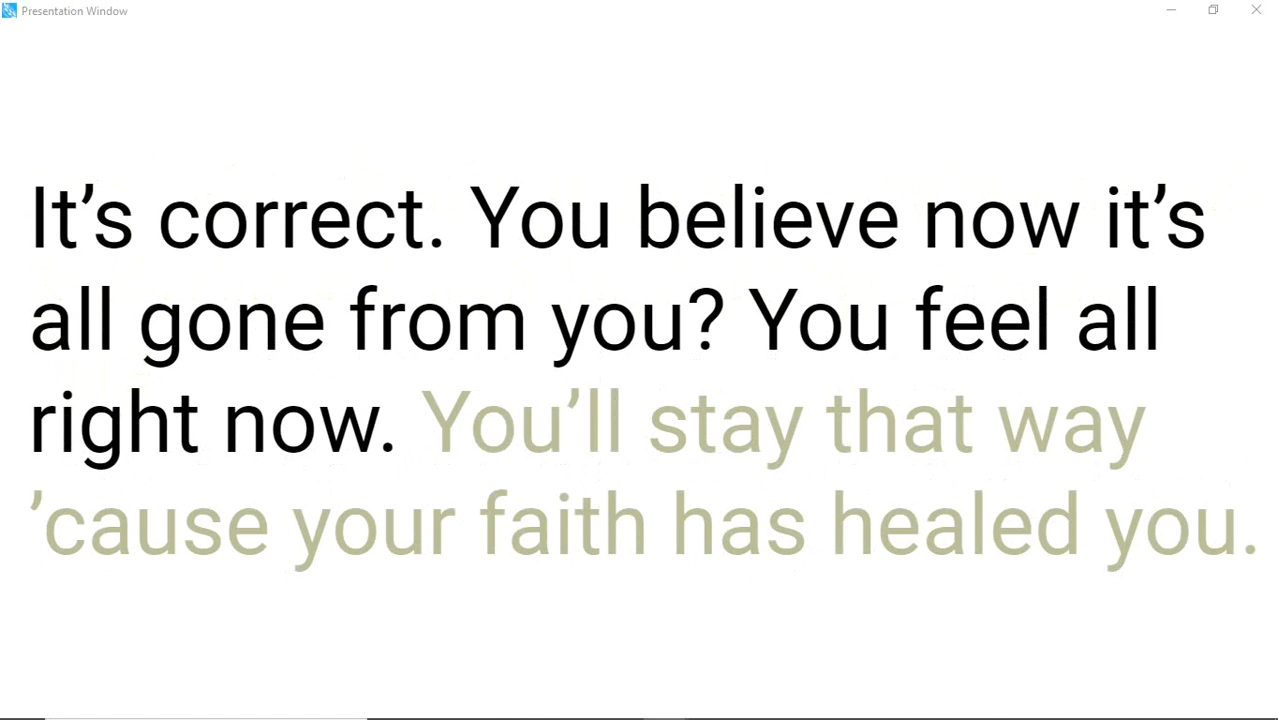 Presentation Window
It’s correct. You believe now it’s
all gone from you? You feel all
right now. You’ll stay that way
’cause your faith has healed you.